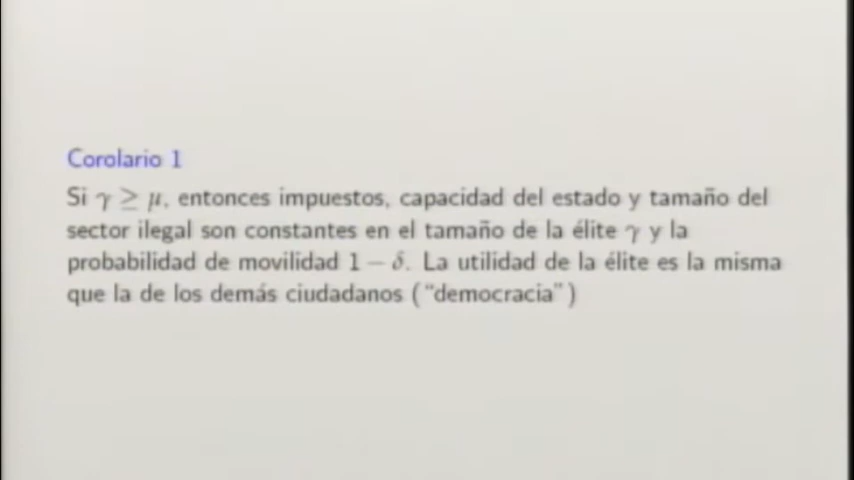 Corolario 1
Si γ ≥ μ, entonces impuestos, capacidad del estado y tamaño del
sector ilegal son constantes en el tamaño de la élite γ y la
probabilidad de movilidad 1 − δ. La utilidad de la élite es la misma
que la de los demás ciudadanos (“democracia”)